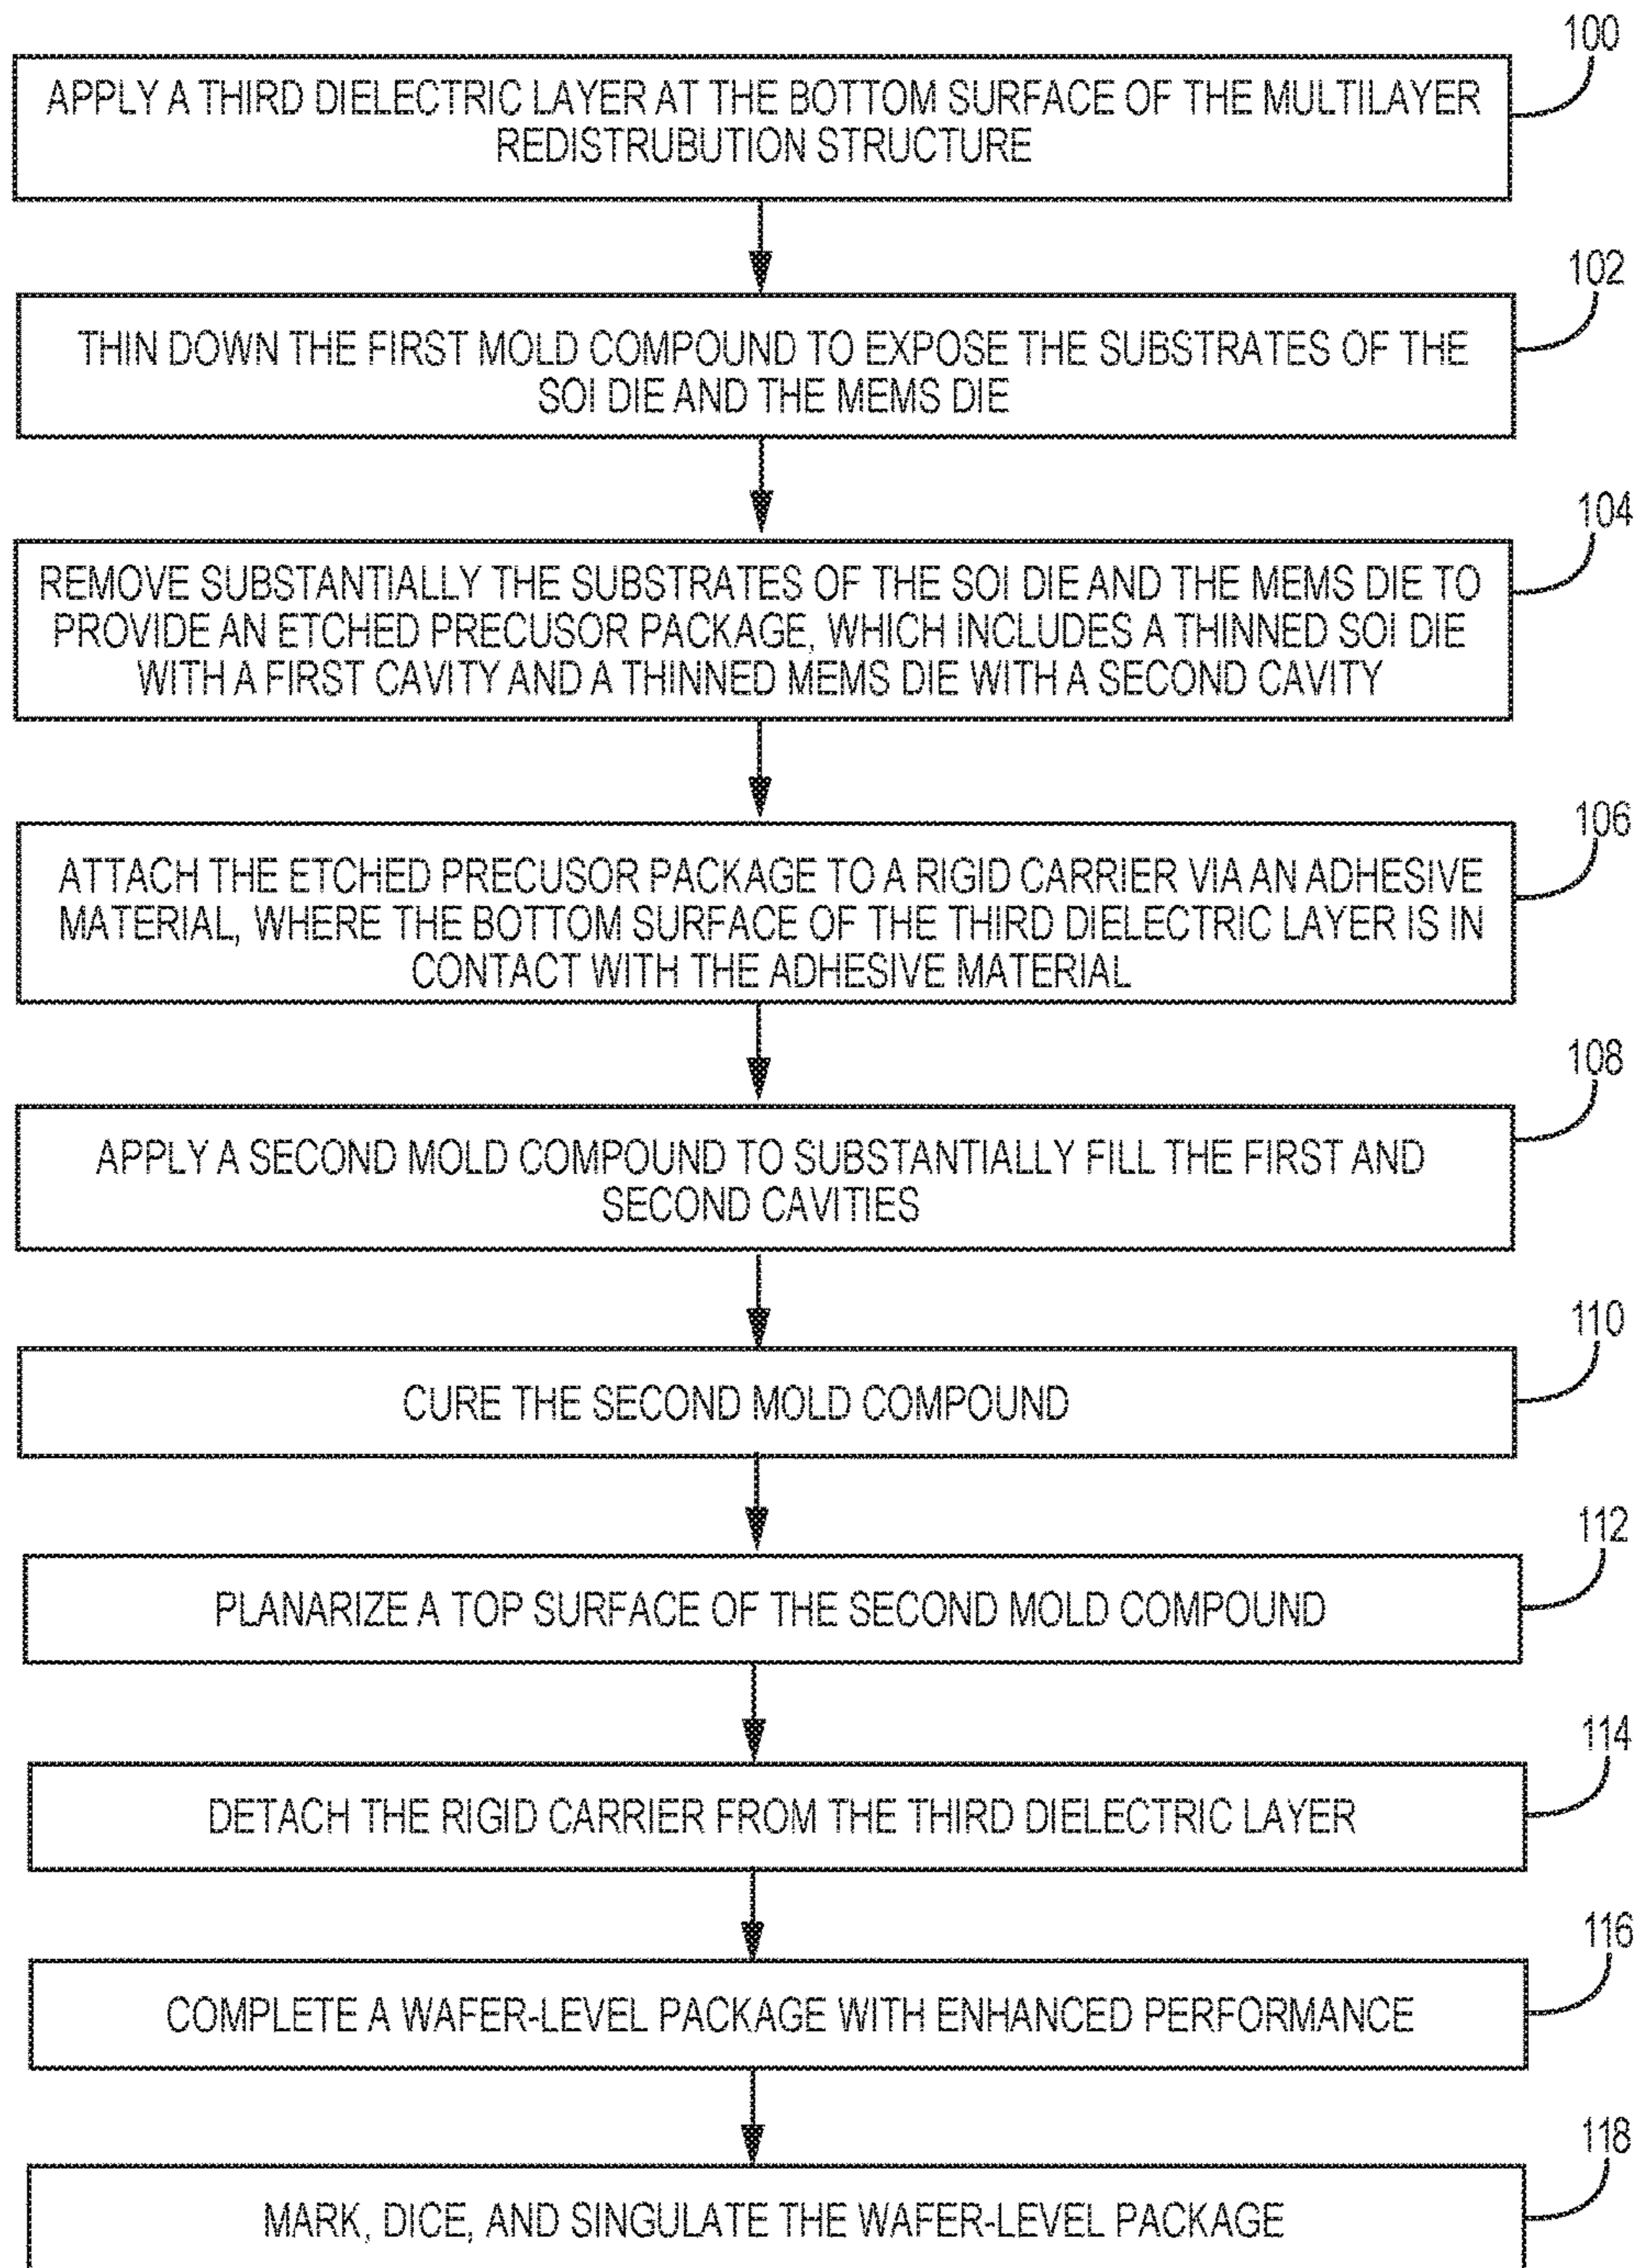 100
APPLY A THIRD DIELECTRIC LAYER AT THE BOTTOM SURFACE OF THE MULTILAYER
REDISTRUBUTION STRUCTURE
102
THIN DOWN THE FIRST MOLD COMPOUND TO EXPOSE THE SUBSTRATES OF THE
SOI DIE AND THE MEMS DIE
104
REMOVE SUBSTANTIALLY THE SUBSTRATES OF THE SOI DIE AND THE MEMS DIE TO
PROVIDE AN ETCHED PRECUSOR PACKAGE, WHICH INCLUDES A THINNED SOI DIE
WITH A FIRST CAVITY AND A THINNED MEMS DIE WITH A SECOND CAVITY
106
ATTACH THE ETCHED PRECUSOR PACKAGE TO A RIGID CARRIER VIA AN ADHESIVE
MATERIAL, WHERE THE BOTTOM SURFACE OF THE THIRD DIELECTRIC LAYER IS IN
CONTACT WITH THE ADHESIVE MATERIAL
108
APPLY A SECOND MOLD COMPOUND TO SUBSTANTIALLY FILL THE FIRST AND
SECOND CAVITIES
110
CURE THE SECOND MOLD COMPOUND
112
PLANARIZE A TOP SURFACE OF THE SECOND MOLD COMPOUND
114
DETACH THE RIGID CARRIER FROM THE THIRD DIELECTRIC LAYER
116
COMPLETE A WAFER-LEVEL PACKAGE WITH ENHANCED PERFORMANCE
118
MARK, DICE, AND SINGULATE THE WAFER-LEVEL PACKAGE